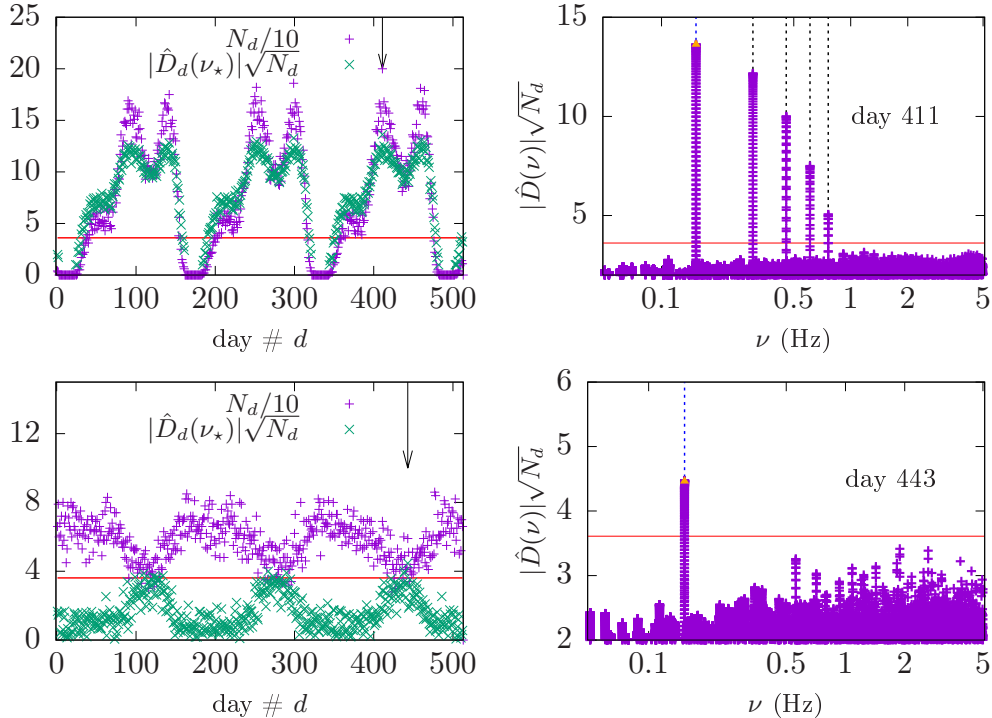 25
20
15
10
5
0
0 100 200 300 400 500
N_d/10
|D̂_d(ν⋆)|√N_d
day # d
15
10
5
0.1 0.5 1 2 5
|D̂(ν)|√N_d
day 411
ν (Hz)
12
8
4
0
0 100 200 300 400 500
N_d/10
|D̂_d(ν⋆)|√N_d
day # d
6
5
4
3
2
0.1 0.5 1 2 5
|D̂(ν)|√N_d
day 443
ν (Hz)